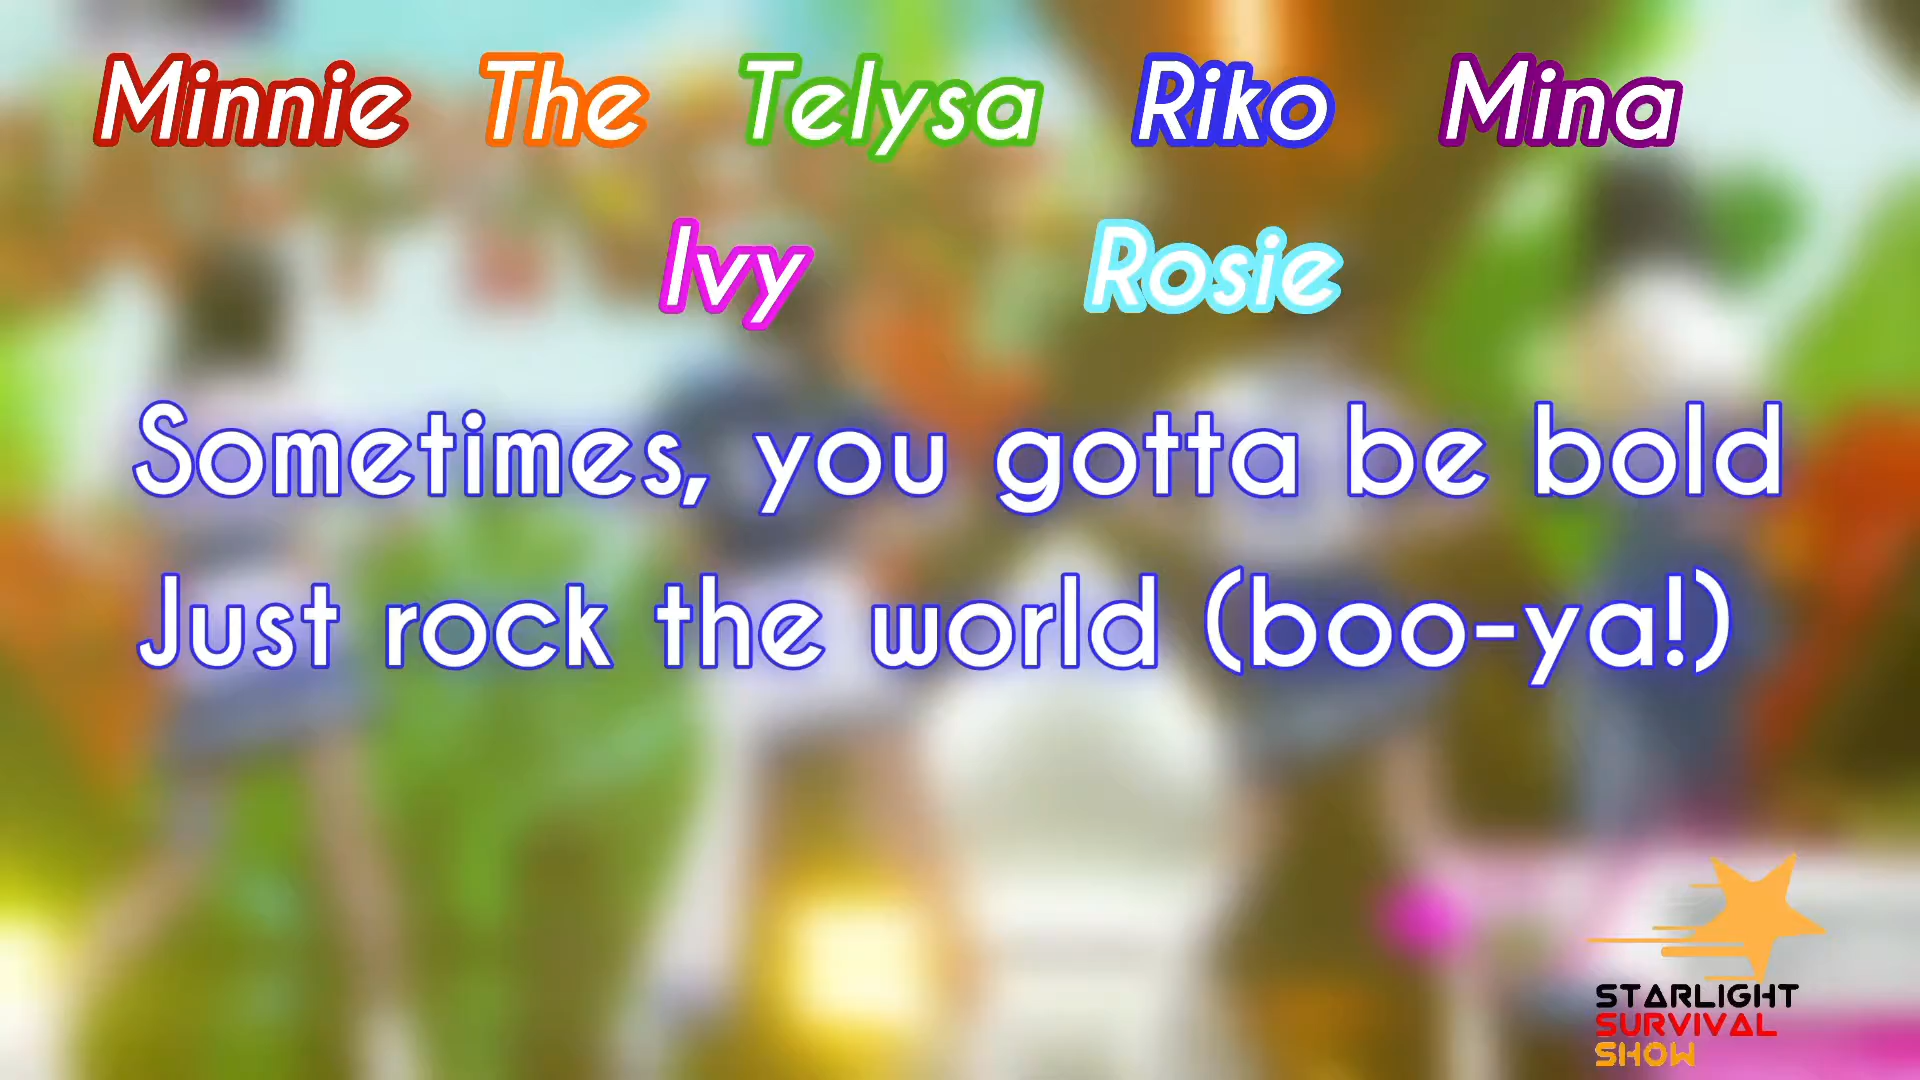 Minnie The Telysa Riko Mina
Ivy Rosie
Sometimes, you gotta be bold
Just rock the world (boo-ya!)
STARLIGHT
SURVIVAL
SHOW